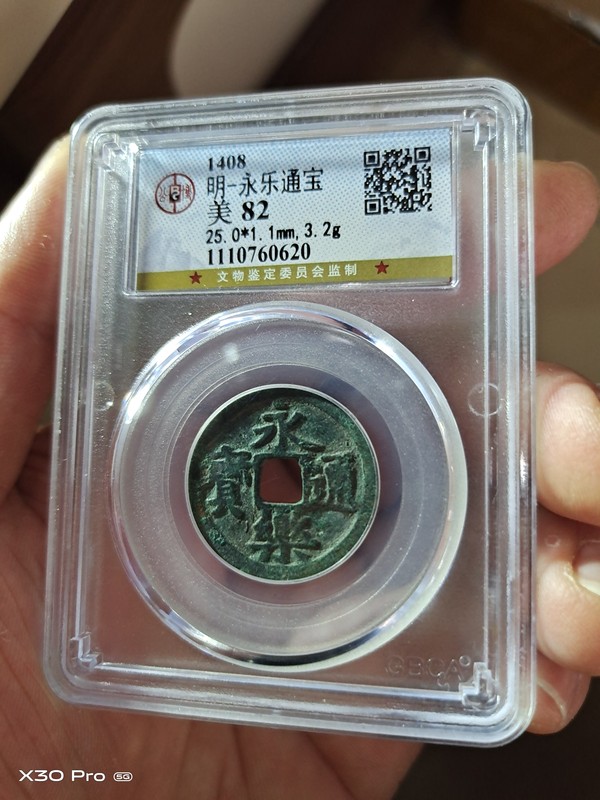 1408
明-永乐通宝
美 82
25.0*1.1mm,3.2g
1110760620
★ 文物鉴定委员会监制 ★
永
寶 通
樂
GBCA
X30 Pro 5G